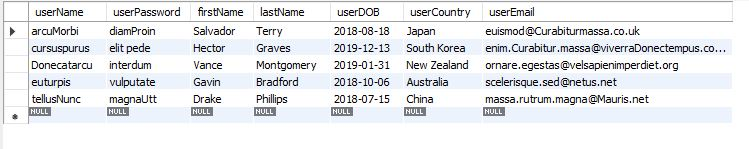 userName userPassword firstName lastName userDOB userCountry userEmail
arcuMorbi diamProin Salvador Terry 2018-08-18 Japan euismod@Curabiturmassa.co.uk
cursuspurus elit pede Hector Graves 2019-12-13 South Korea enim.Curabitur.massa@viverraDonectempus.co...
Donecatarcu interdum Vance Montgomery 2019-01-31 New Zealand ornare.egestas@velsapienimperdiet.org
euturpis vulputate Gavin Bradford 2018-10-06 Australia scelerisque.sed@netus.net
tellusNunc magnaUtt Drake Phillips 2018-07-15 China massa.rutrum.magna@Mauris.net
NULL NULL NULL NULL NULL NULL NULL